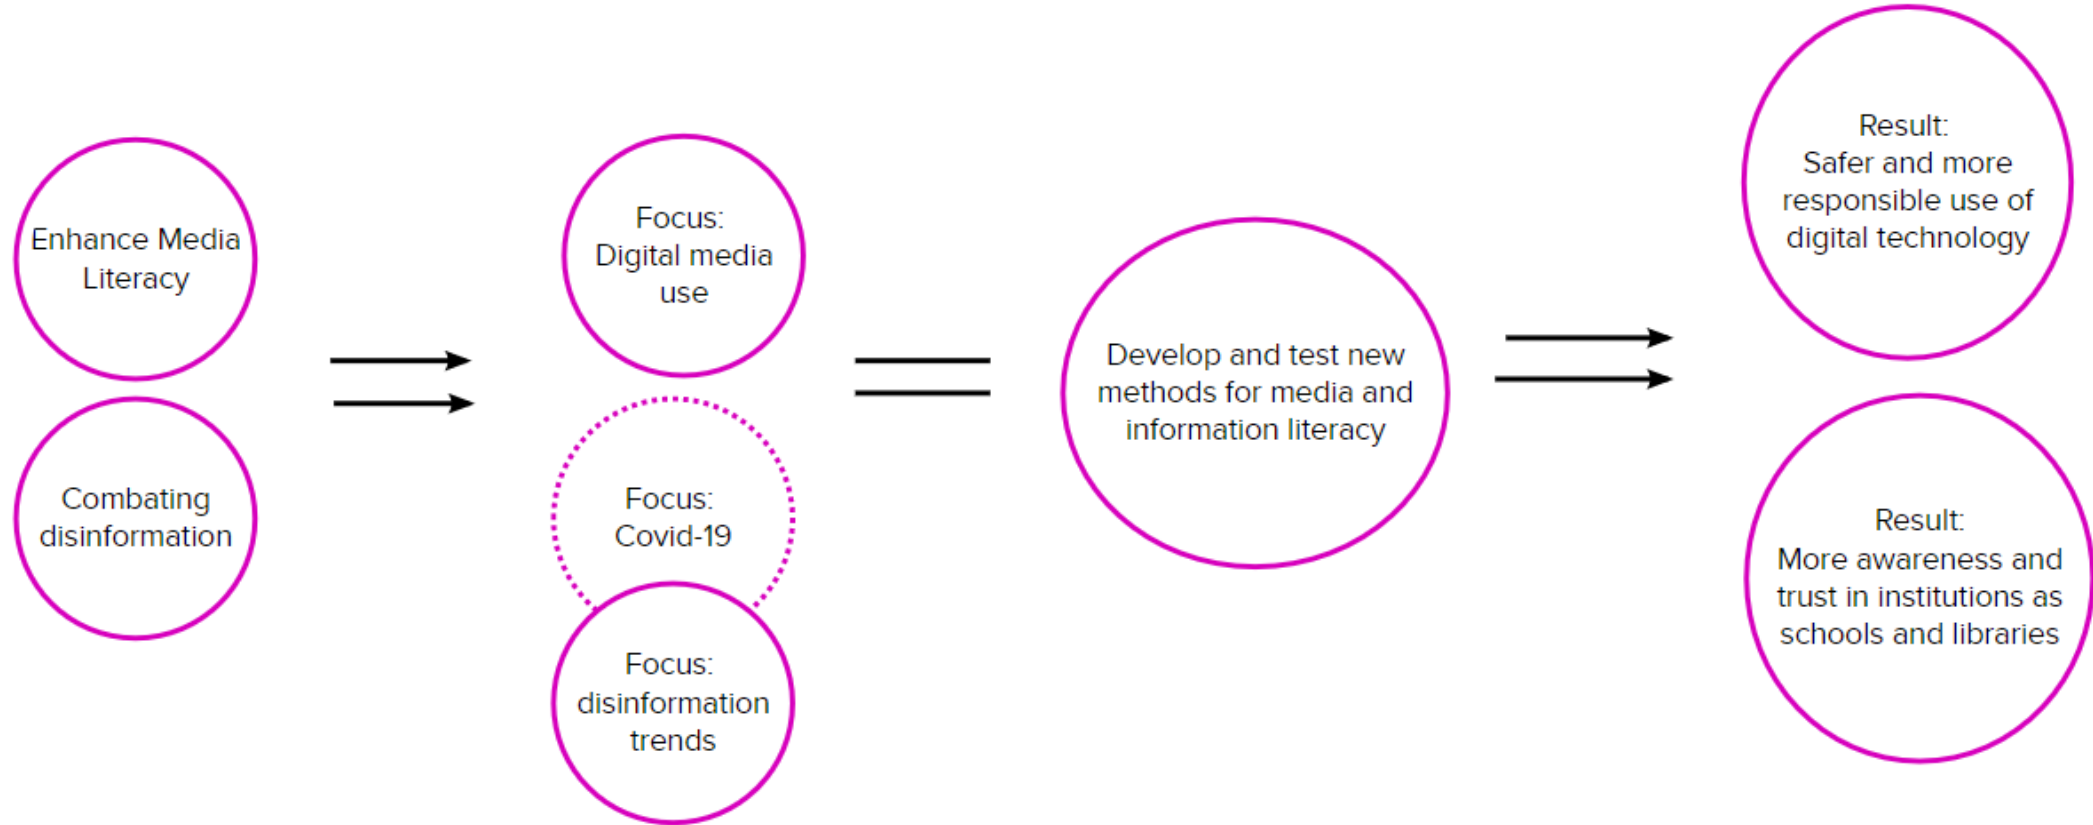 Enhance Media
Literacy
Combating
disinformation
Focus:
Digital media
use
Focus:
Covid-19
Focus:
disinformation
trends
Develop and test new
methods for media and
information literacy
Result:
Safer and more
responsible use of
digital technology
Result:
More awareness and
trust in institutions as
schools and libraries